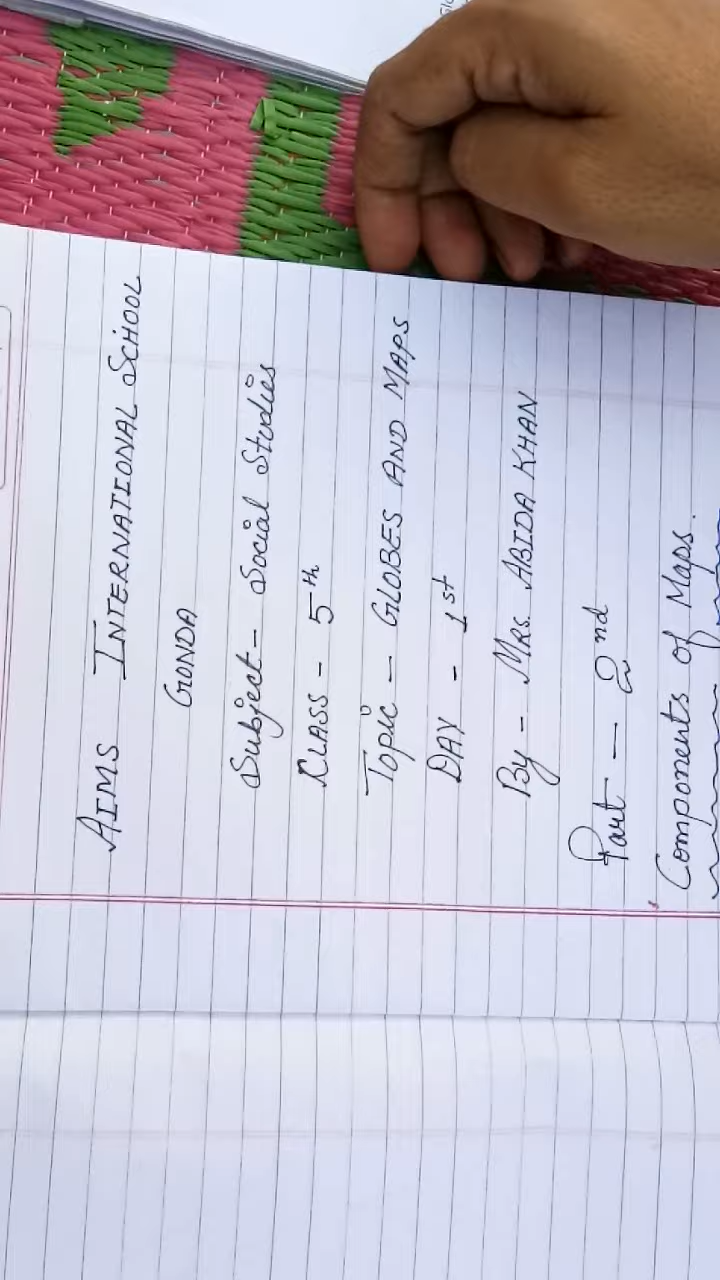 AIMS INTERNATIONAL SCHOOL
GONDA
Subject - Social Studies
CLASS - 5th
Topic - GLOBES AND MAPS
DAY - 1st
By - MRS. ABIDA KHAN
Part - 2nd
Components of Maps.